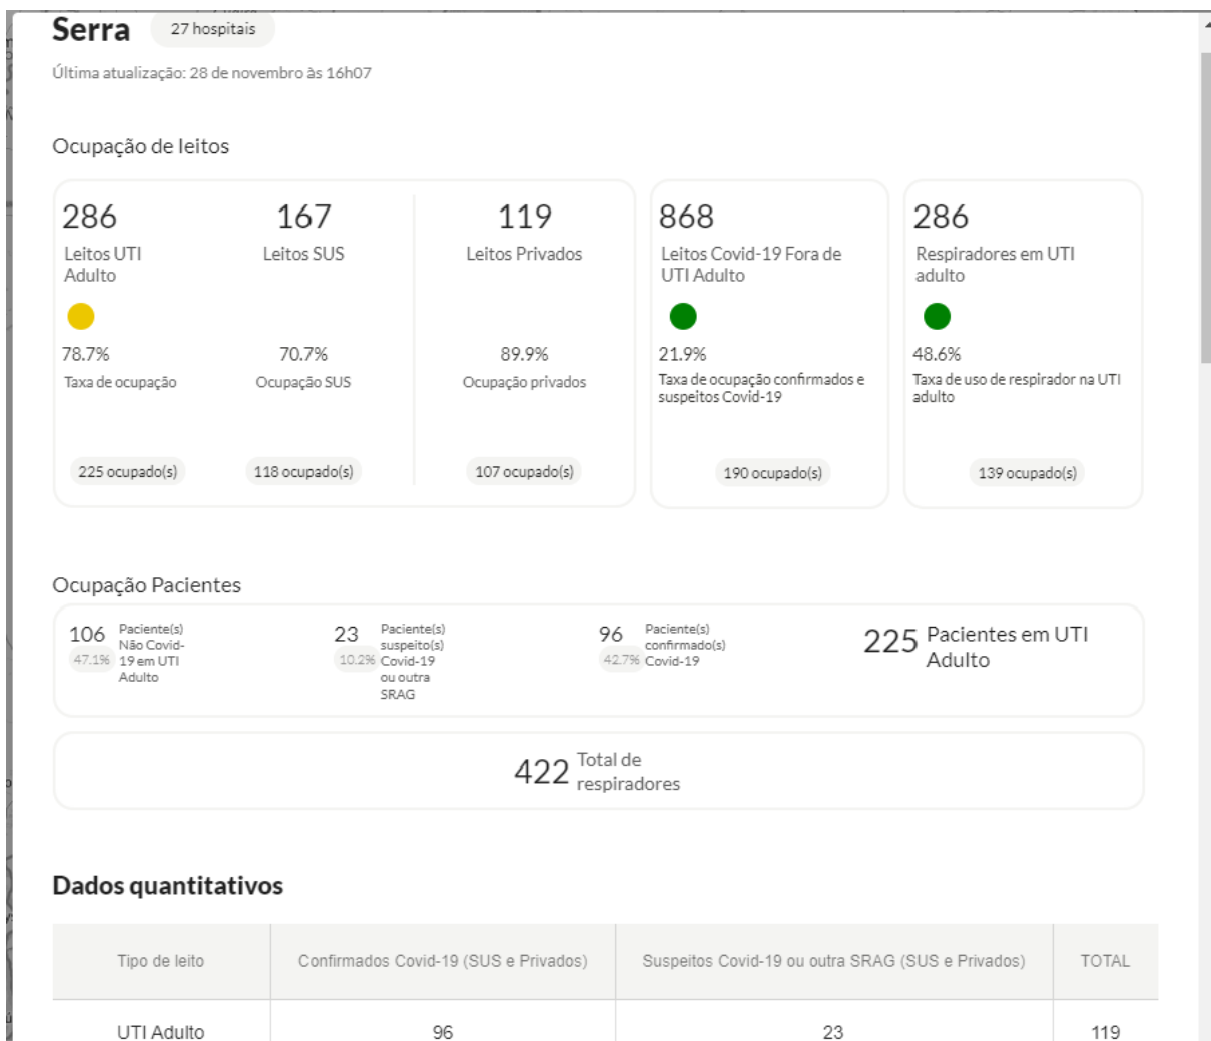 Serra
27 hospitais
Última atualização: 28 de novembro às 16h07
Ocupação de leitos
286
Leitos UTI
Adulto
78.7%
Taxa de ocupação
225 ocupado(s)
167
Leitos SUS
70.7%
Ocupação SUS
118 ocupado(s)
119
Leitos Privados
89.9%
Ocupação privados
107 ocupado(s)
868
Leitos Covid-19 Fora de
UTI Adulto
21.9%
Taxa de ocupação confirmados e
suspeitos Covid-19
190 ocupado(s)
286
Respiradores em UTI
adulto
48.6%
Taxa de uso de respirador na UTI
adulto
139 ocupado(s)
Ocupação Pacientes
106
47.1%
Paciente(s)
Não Covid-
19 em UTI
Adulto
23
10.2%
Paciente(s)
suspeito(s)
Covid-19
ou outra
SRAG
96
42.7%
Paciente(s)
confirmado(s)
Covid-19
225
Pacientes em UTI
Adulto
422
Total de
respiradores
Dados quantitativos
Tipo de leito
Confirmados Covid-19 (SUS e Privados)
Suspeitos Covid-19 ou outra SRAG (SUS e Privados)
TOTAL
UTI Adulto
96
23
119